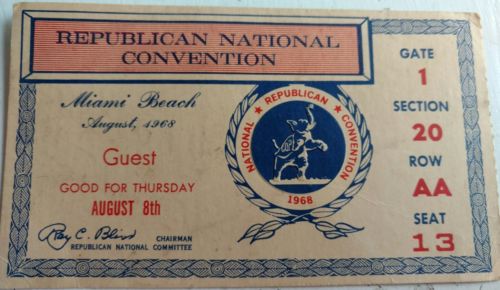 REPUBLICAN NATIONAL
CONVENTION
Miami Beach
August, 1968
Guest
GOOD FOR THURSDAY
AUGUST 8th
Ray C. Bliss
CHAIRMAN
REPUBLICAN NATIONAL COMMITTEE
NATIONAL ★ REPUBLICAN ★ CONVENTION
1968
GATE
1
SECTION
20
ROW
AA
SEAT
13